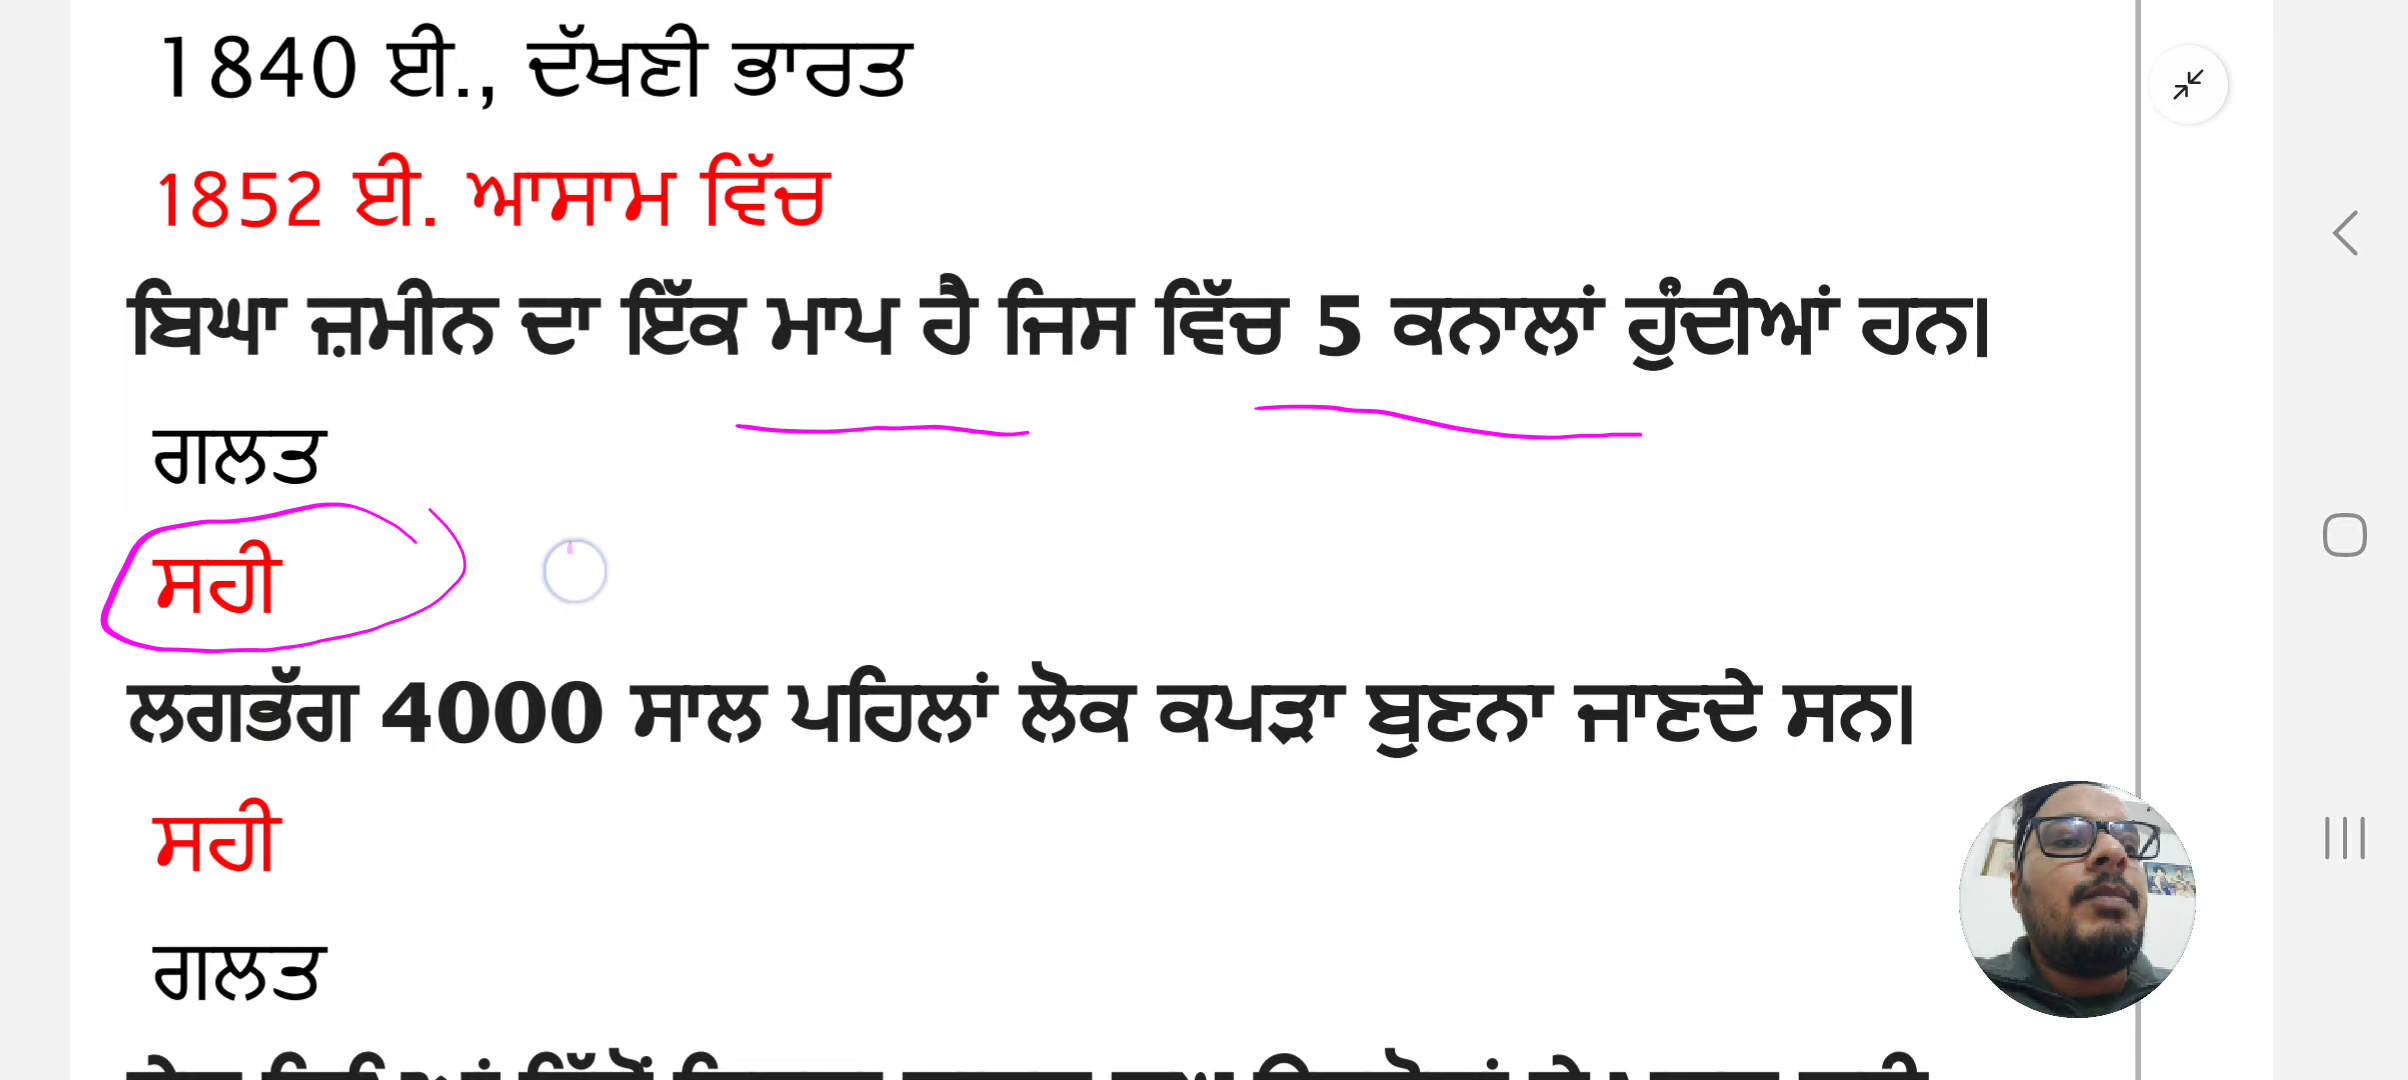 1840 ਈ., ਦੱਖਣੀ ਭਾਰਤ
1852 ਈ. ਆਸਾਮ ਵਿੱਚ
ਬਿਘਾ ਜ਼ਮੀਨ ਦਾ ਇੱਕ ਮਾਪ ਹੈ ਜਿਸ ਵਿੱਚ 5 ਕਨਾਲਾਂ ਹੁੰਦੀਆਂ ਹਨ।
ਗਲਤ
ਸਹੀ
ਲਗਭੱਗ 4000 ਸਾਲ ਪਹਿਲਾਂ ਲੋਕ ਕਪੜਾ ਬੁਣਨਾ ਜਾਣਦੇ ਸਨ।
ਸਹੀ
ਗਲਤ